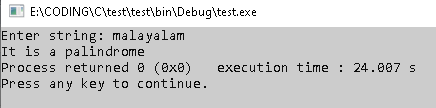 E:\CODING\C\test\test\bin\Debug\test.exe
Enter string: malayalam
It is a palindrome
Process returned 0 (0x0)   execution time : 24.007 s
Press any key to continue.